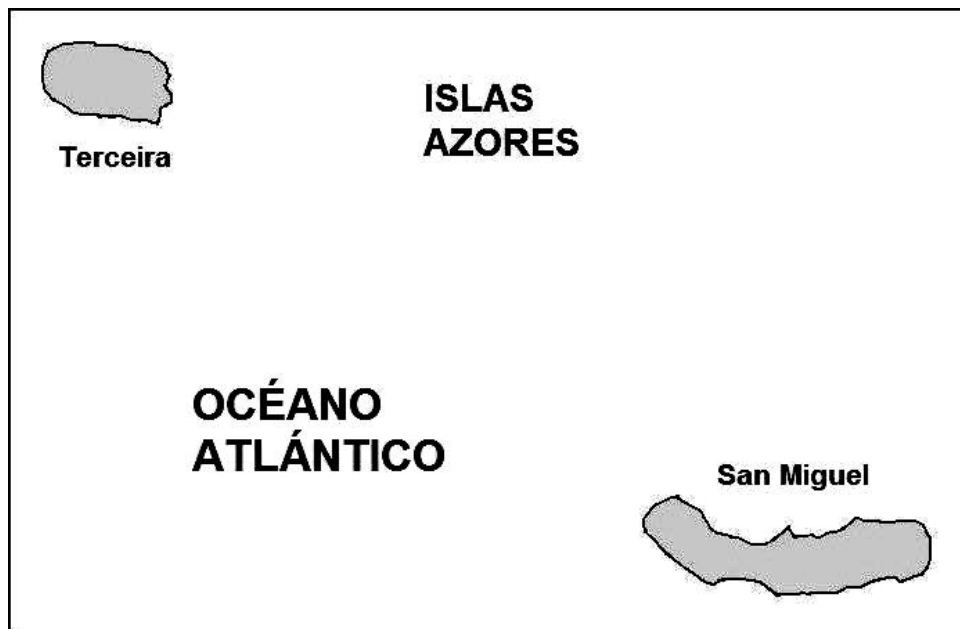 ISLAS
AZORES
Terceira
OCÉANO
ATLÁNTICO
San Miguel